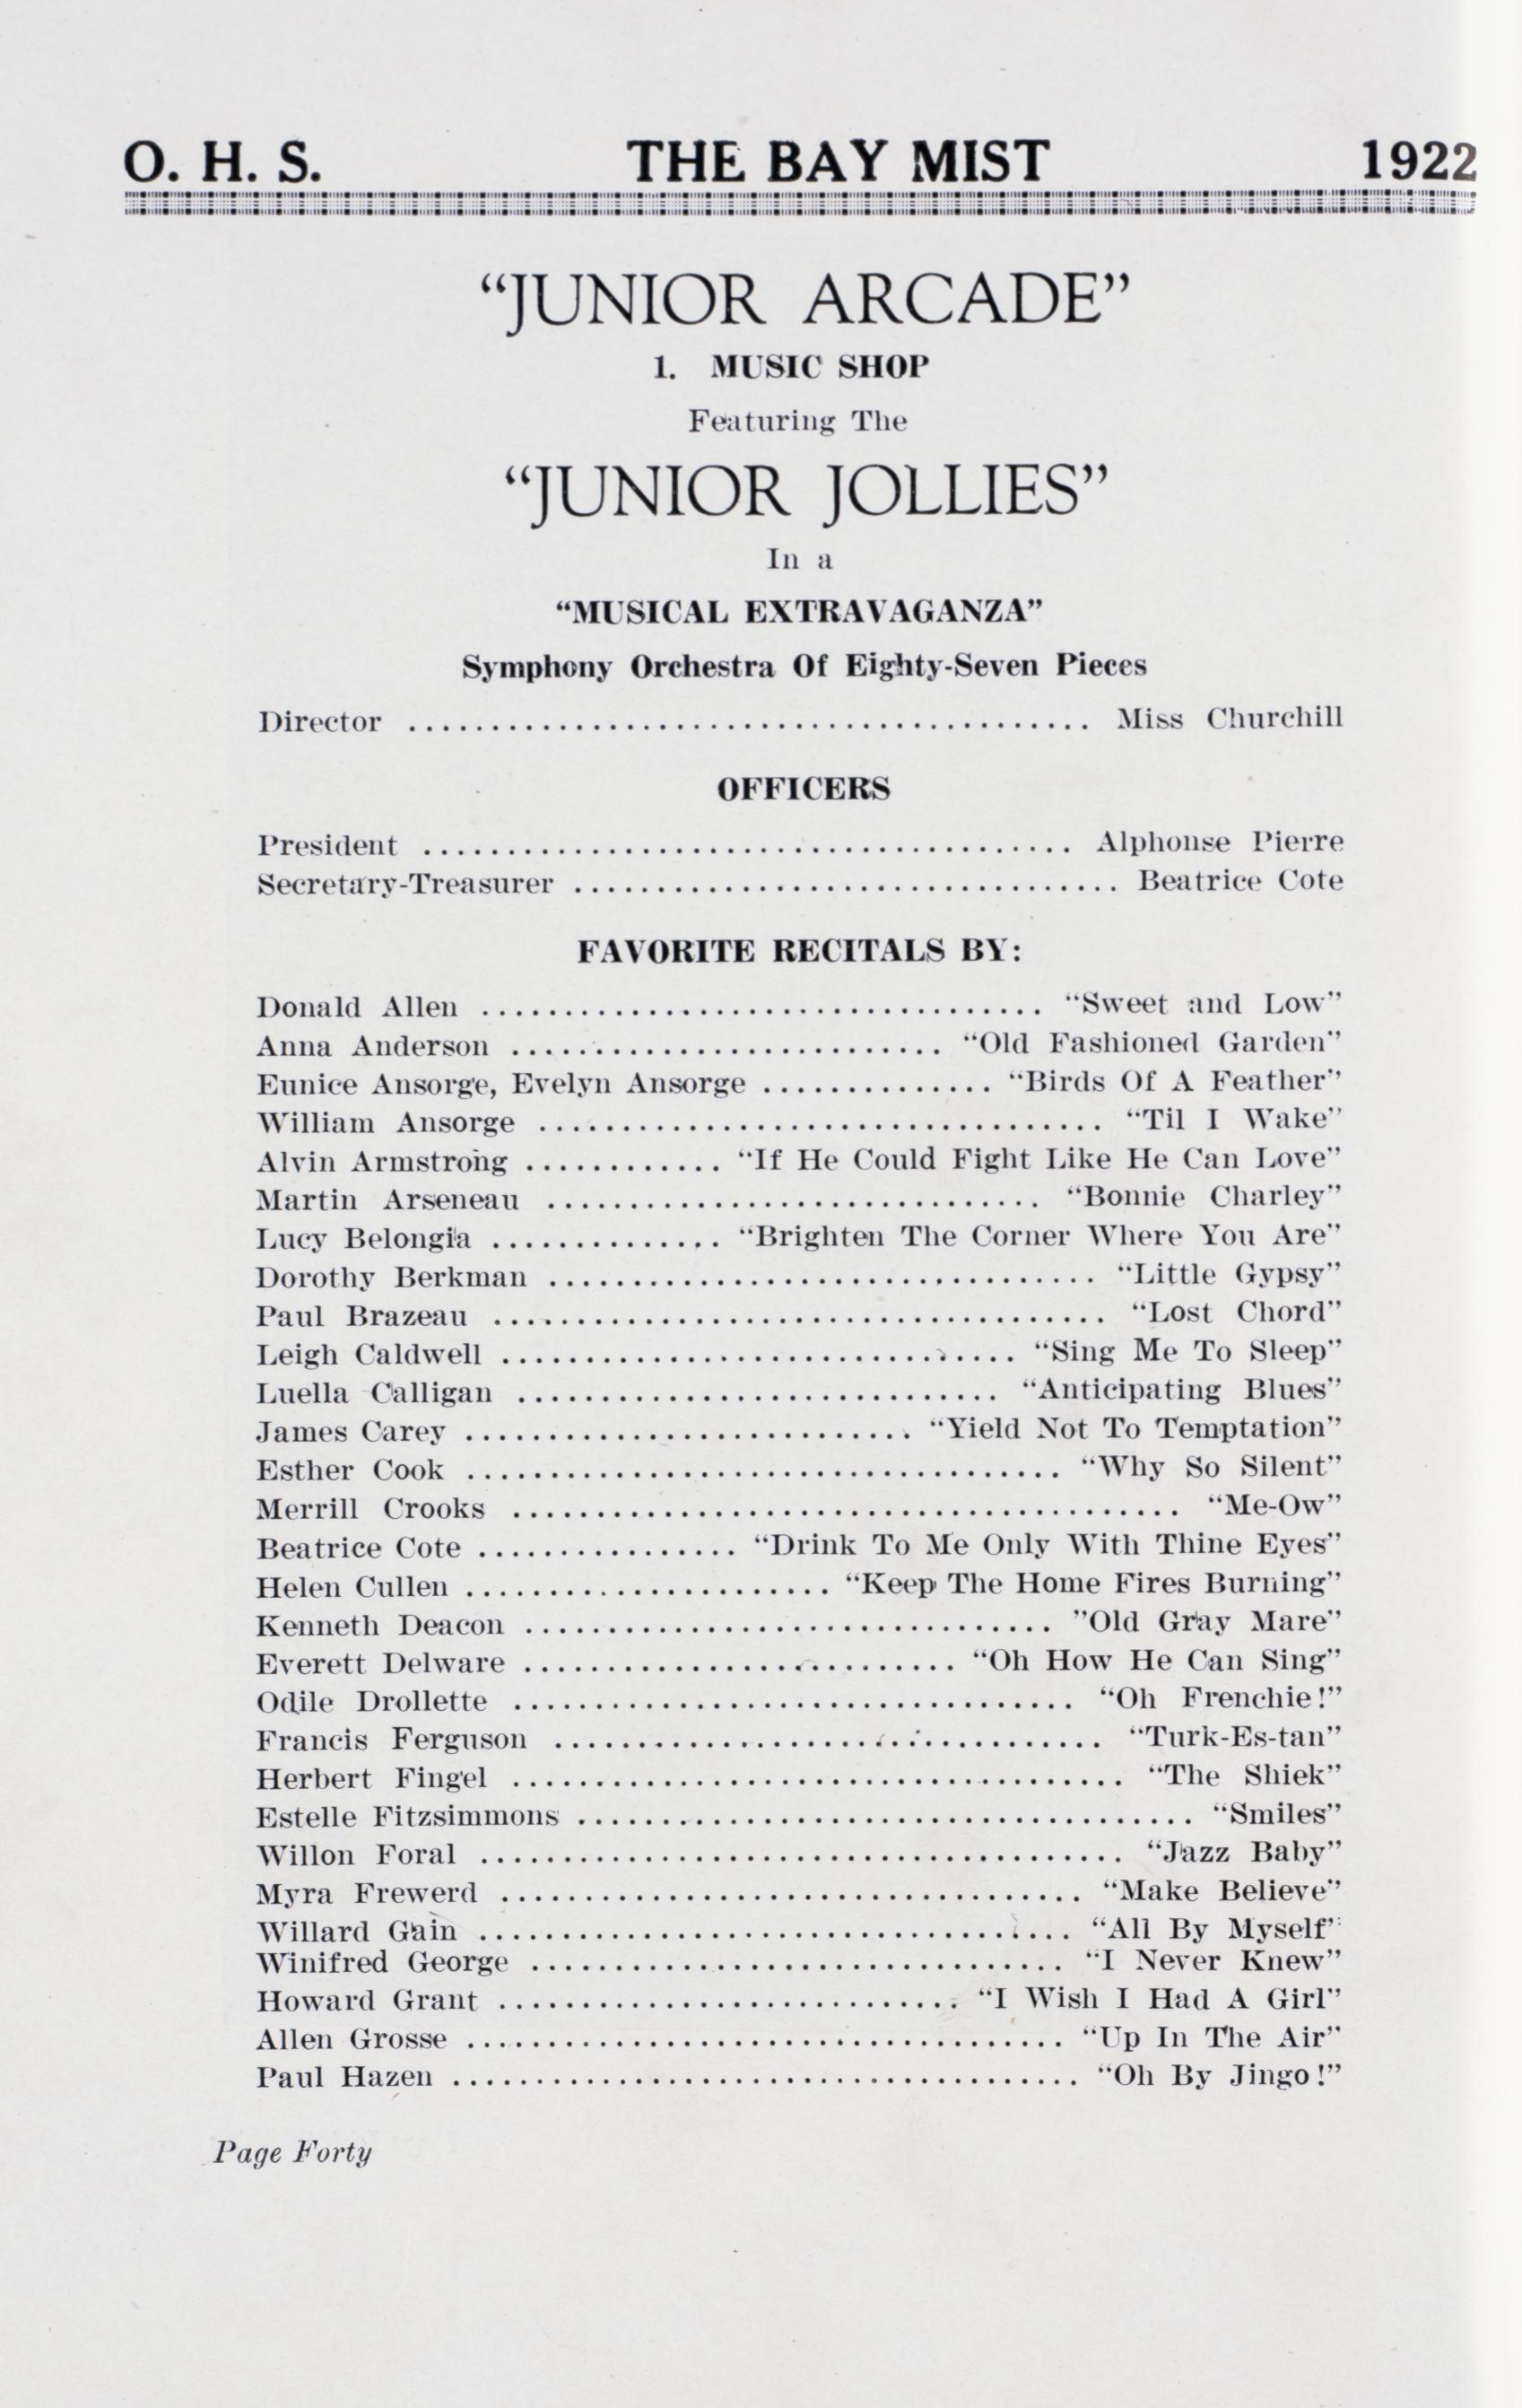 O. H. S. THE BAY MIST 1922
“JUNIOR ARCADE”
1. MUSIC SHOP
Featuring The
“JUNIOR JOLLIES”
In a
“MUSICAL EXTRAVAGANZA”
Symphony Orchestra Of Eighty-Seven Pieces
Director ........................................ Miss Churchill
OFFICERS
President ........................................ Alphonse Pierre
Secretary-Treasurer ................................. Beatrice Cote
FAVORITE RECITALS BY:
Donald Allen .................................. “Sweet and Low”
Anna Anderson .......................... “Old Fashioned Garden”
Eunice Ansorge, Evelyn Ansorge .............. “Birds Of A Feather”
William Ansorge .................................. “Til I Wake”
Alvin Armstrong ............ “If He Could Fight Like He Can Love”
Martin Arseneau .............................. “Bonnie Charley”
Lucy Belongia .............. “Brighten The Corner Where You Are”
Dorothy Berkman ................................. “Little Gypsy”
Paul Brazeau ..................................... “Lost Chord”
Leigh Caldwell ............................... “Sing Me To Sleep”
Luella Calligan ............................. “Anticipating Blues”
James Carey ........................... “Yield Not To Temptation”
Esther Cook .................................... “Why So Silent”
Merrill Crooks ........................................ “Me-Ow”
Beatrice Cote ................ “Drink To Me Only With Thine Eyes”
Helen Cullen ...................... “Keep The Home Fires Burning”
Kenneth Deacon ................................ ”Old Gray Mare”
Everett Delware .......................... “Oh How He Can Sing”
Odile Drollette .................................. “Oh Frenchie!”
Francis Ferguson ................................. “Turk-Es-tan”
Herbert Fingel ..................................... “The Shiek”
Estelle Fitzsimmons ..................................... “Smiles”
Willon Foral ....................................... “Jazz Baby”
Myra Frewerd ................................... “Make Believe”
Willard Gain .................................... “All By Myself”
Winifred George ................................ “I Never Knew”
Howard Grant ............................ “I Wish I Had A Girl”
Allen Grosse .................................... “Up In The Air”
Paul Hazen ...................................... “Oh By Jingo!”
Page Forty